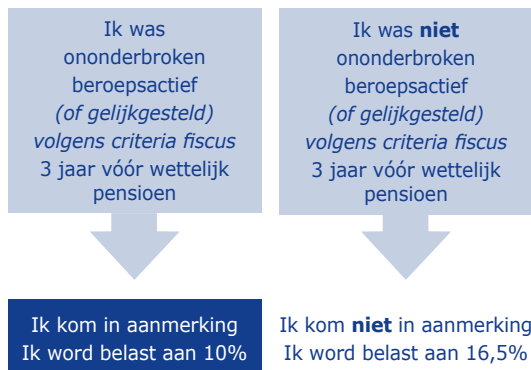 Ik was
ononderbroken
beroepsactief
(of gelijkgesteld)
volgens criteria fiscus
3 jaar vóór wettelijk
pensioen
Ik was niet
ononderbroken
beroepsactief
(of gelijkgesteld)
volgens criteria fiscus
3 jaar vóór wettelijk
pensioen
Ik kom in aanmerking
Ik word belast aan 10%
Ik kom niet in aanmerking
Ik word belast aan 16,5%